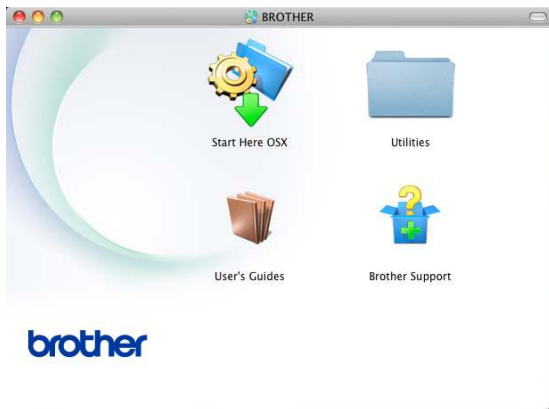 BROTHER
Start Here OSX
Utilities
User's Guides
Brother Support
brother